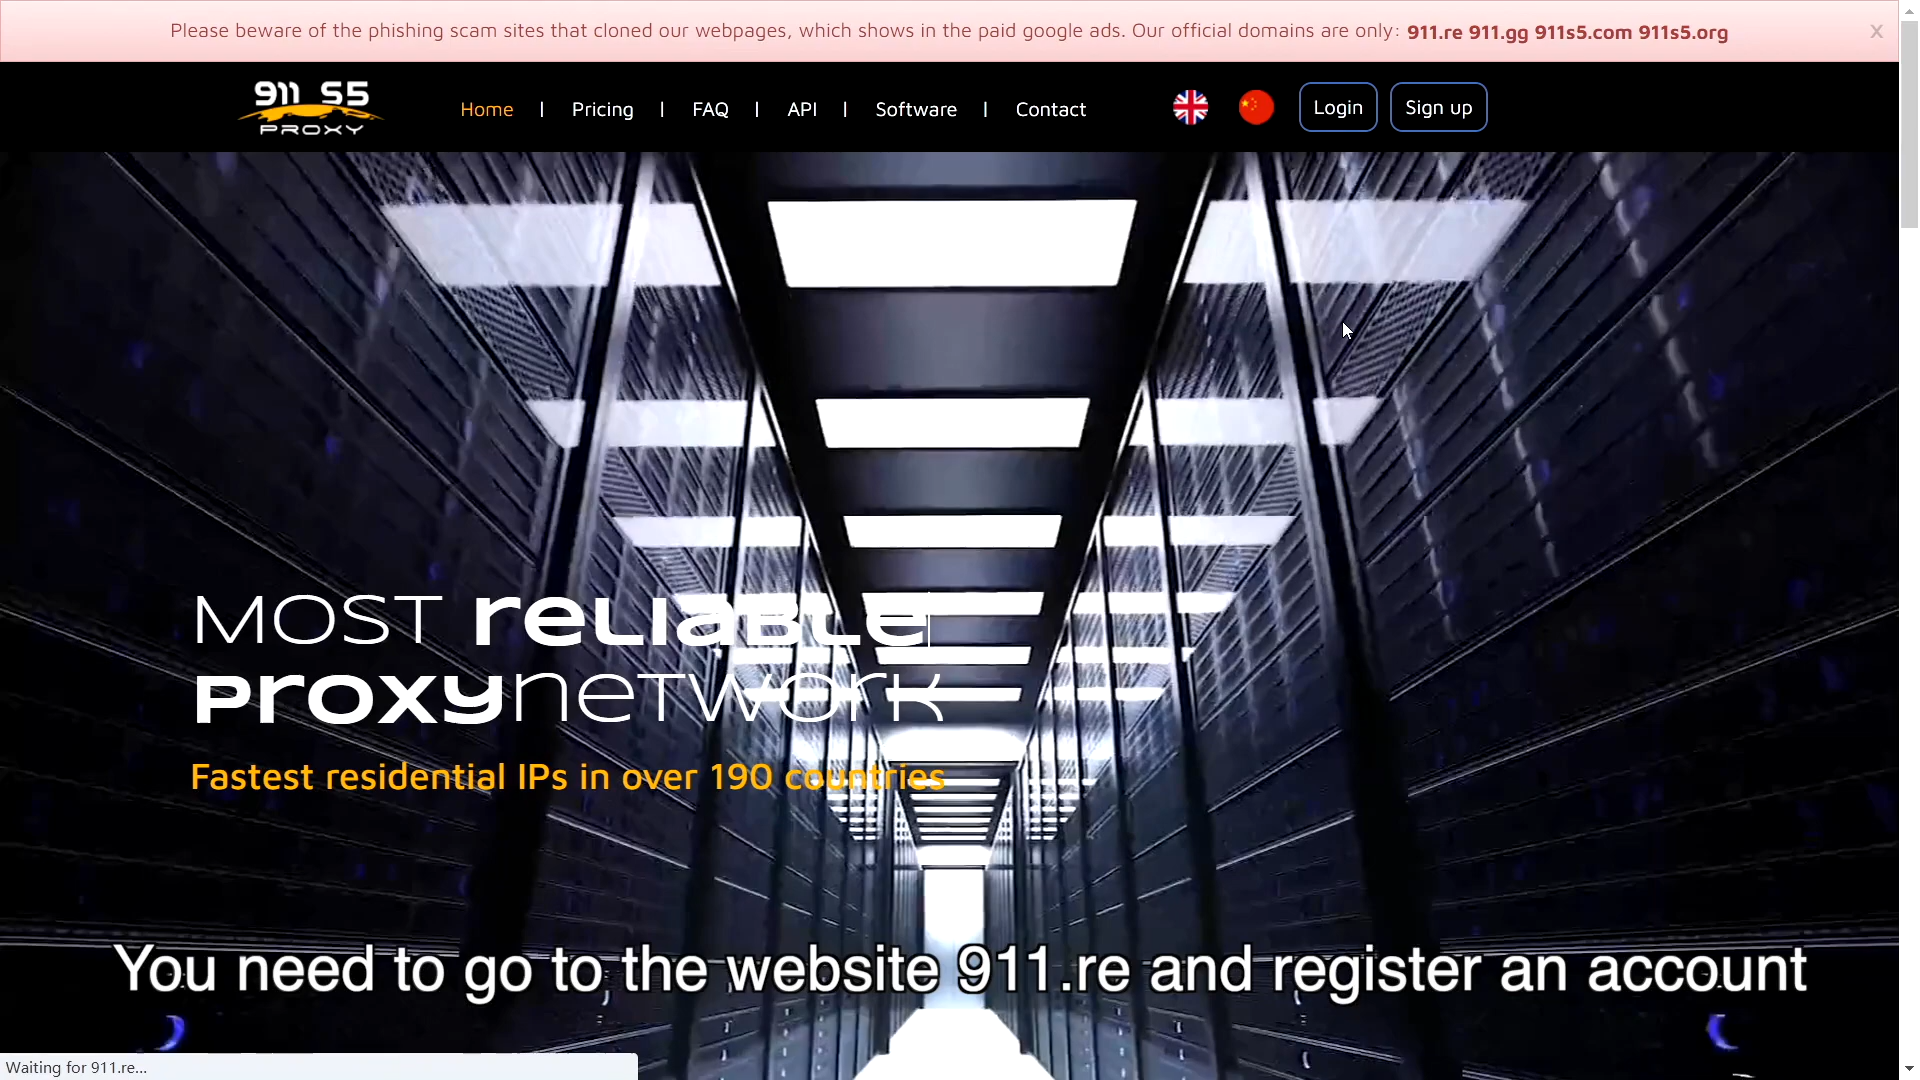 Please beware of the phishing scam sites that cloned our webpages, which shows in the paid google ads. Our official domains are only: 911.re 911.gg 911s5.com 911s5.org X
911 S5
PROXY
Home | Pricing | FAQ | API | Software | Contact
Login Sign up
MOST reLIaBLe
Proxy neTwork
Fastest residential IPs in over 190 countries
You need to go to the website 911.re and register an account
Waiting for 911.re...